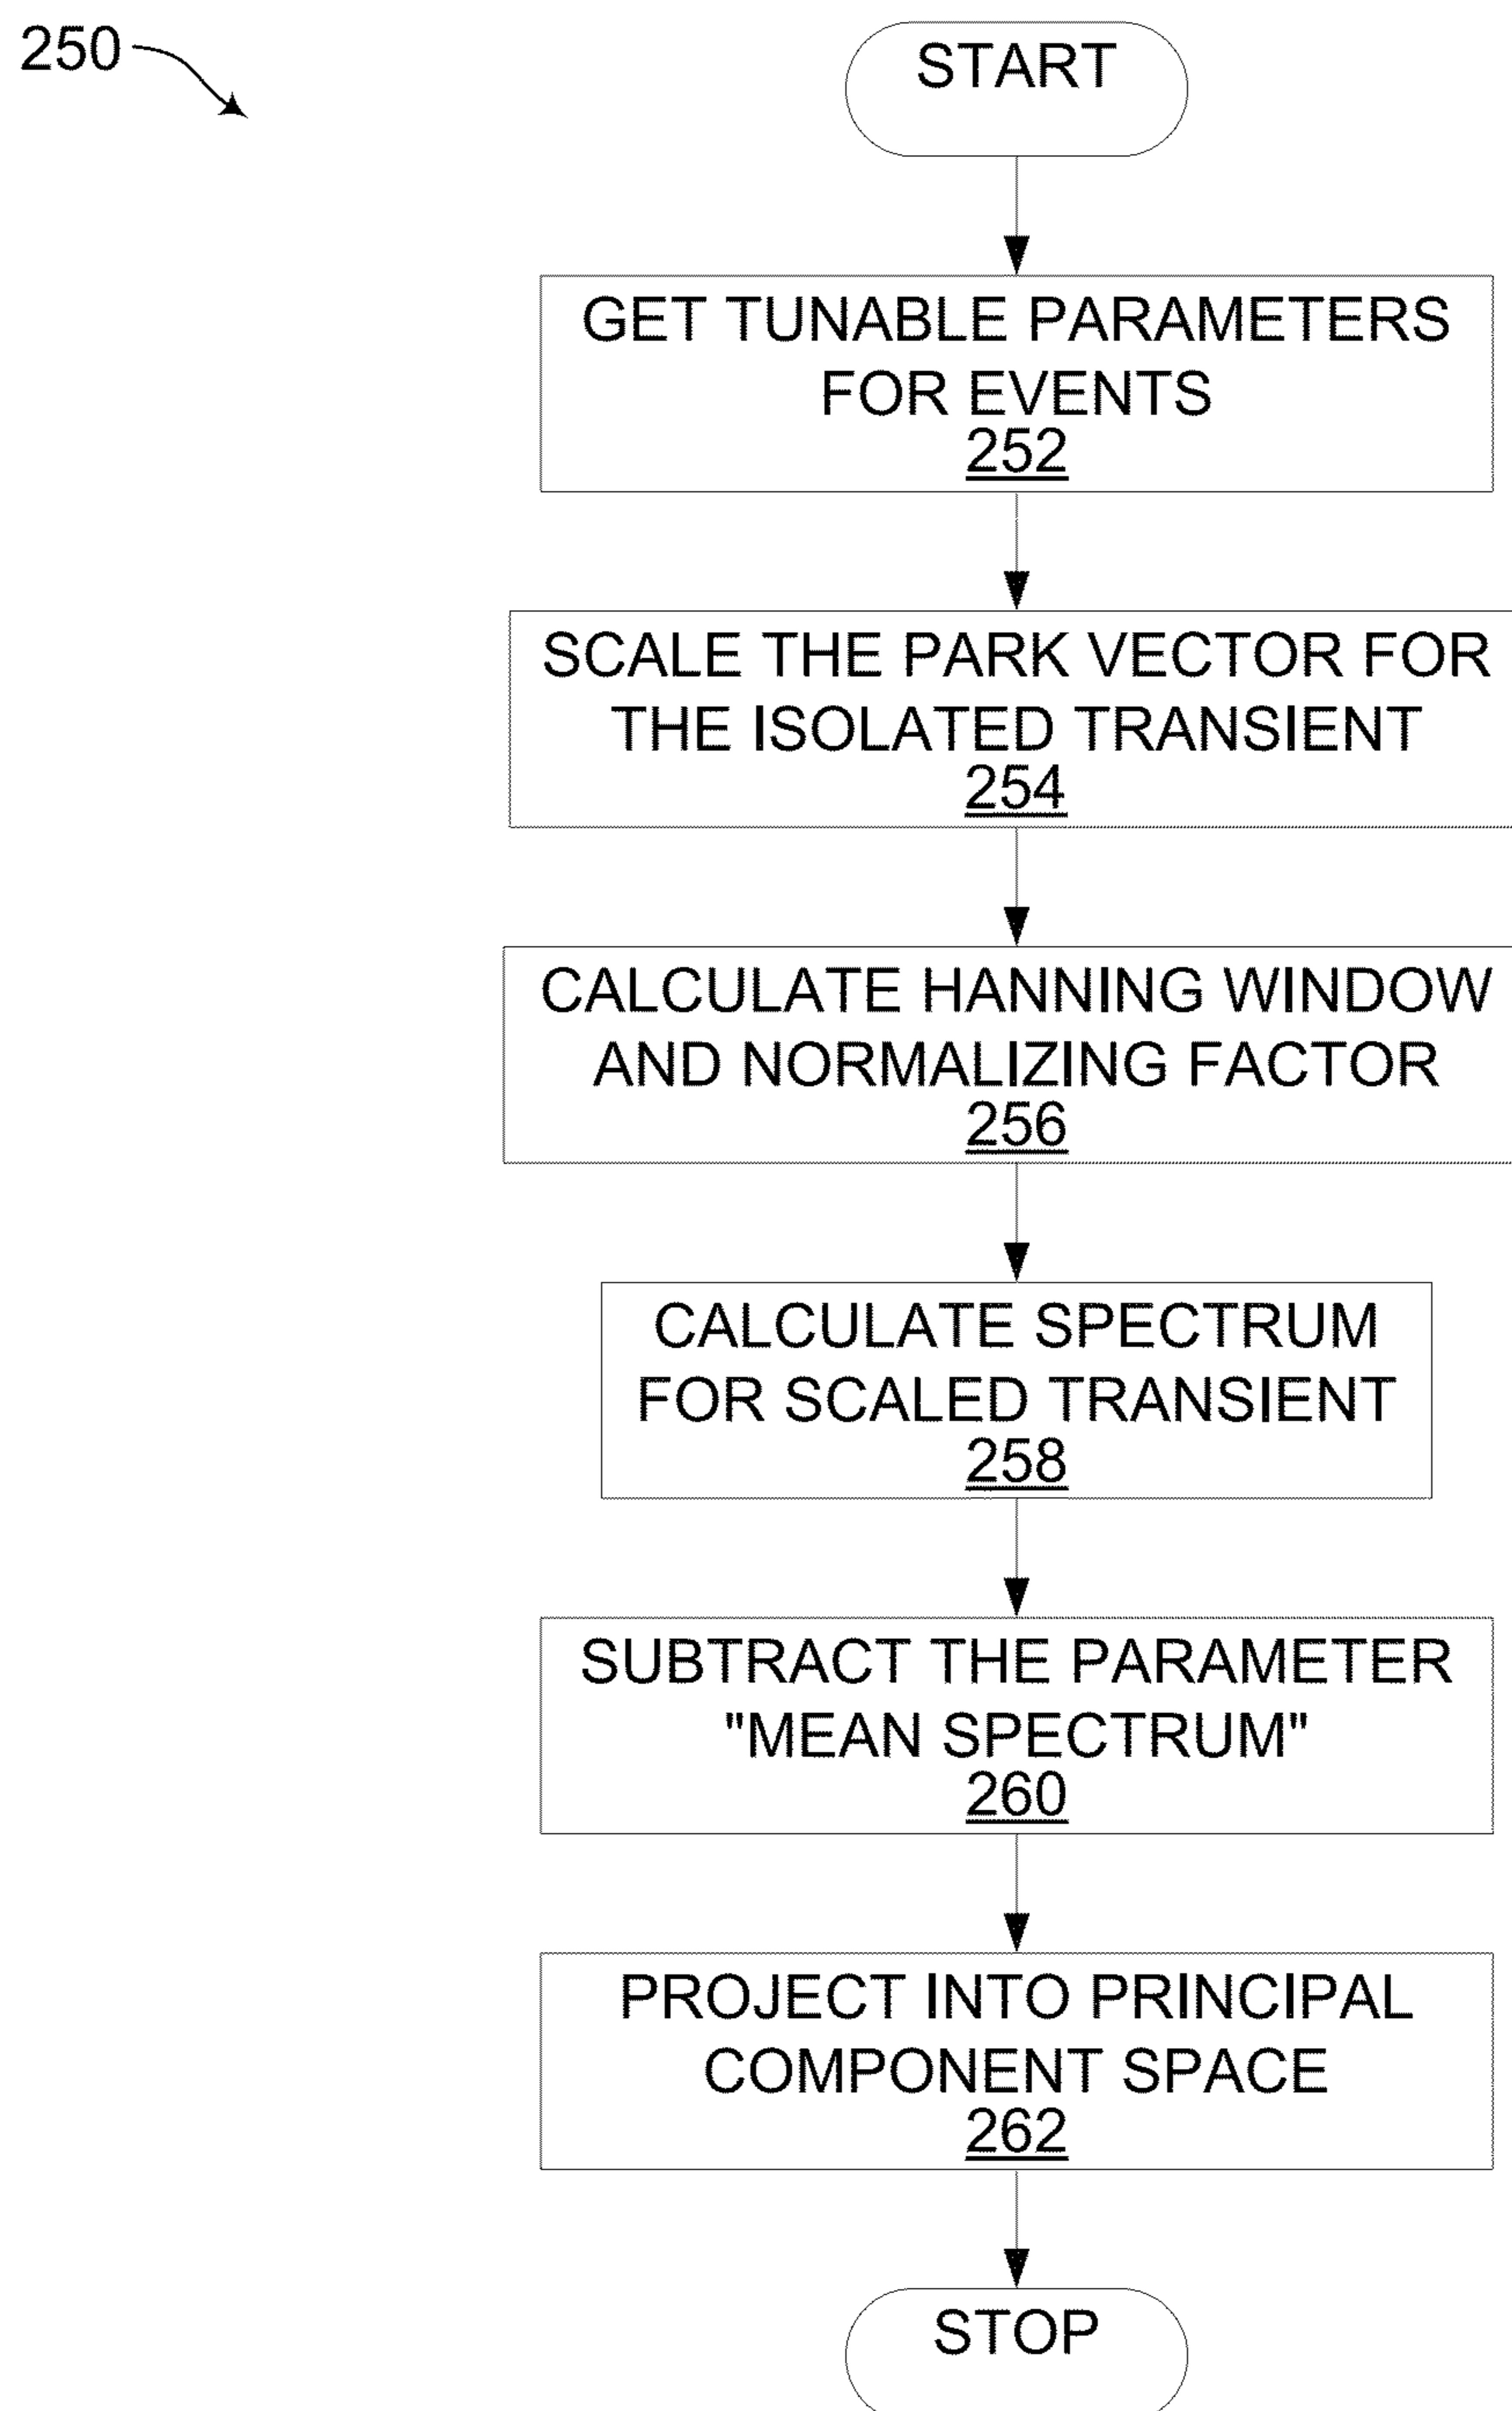 250
START
GET TUNABLE PARAMETERS
FOR EVENTS
252
SCALE THE PARK VECTOR FOR
THE ISOLATED TRANSIENT
254
CALCULATE HANNING WINDOW
AND NORMALIZING FACTOR
256
CALCULATE SPECTRUM
FOR SCALED TRANSIENT
258
SUBTRACT THE PARAMETER
"MEAN SPECTRUM"
260
PROJECT INTO PRINCIPAL
COMPONENT SPACE
262
STOP